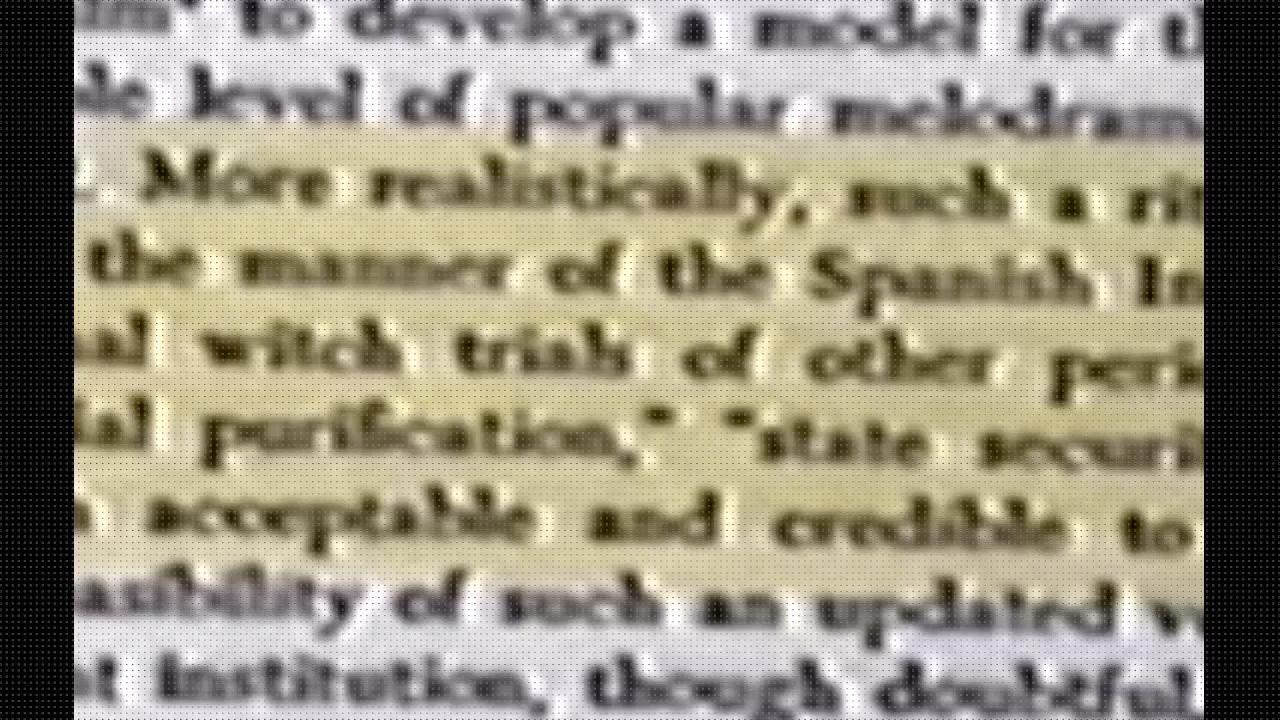 to develop a model for
level of popular
More realistically, such a
the manner of the Spanish
witch trials of other
purification," "state
acceptable and credible to
of such an updated
institution, though doubtful